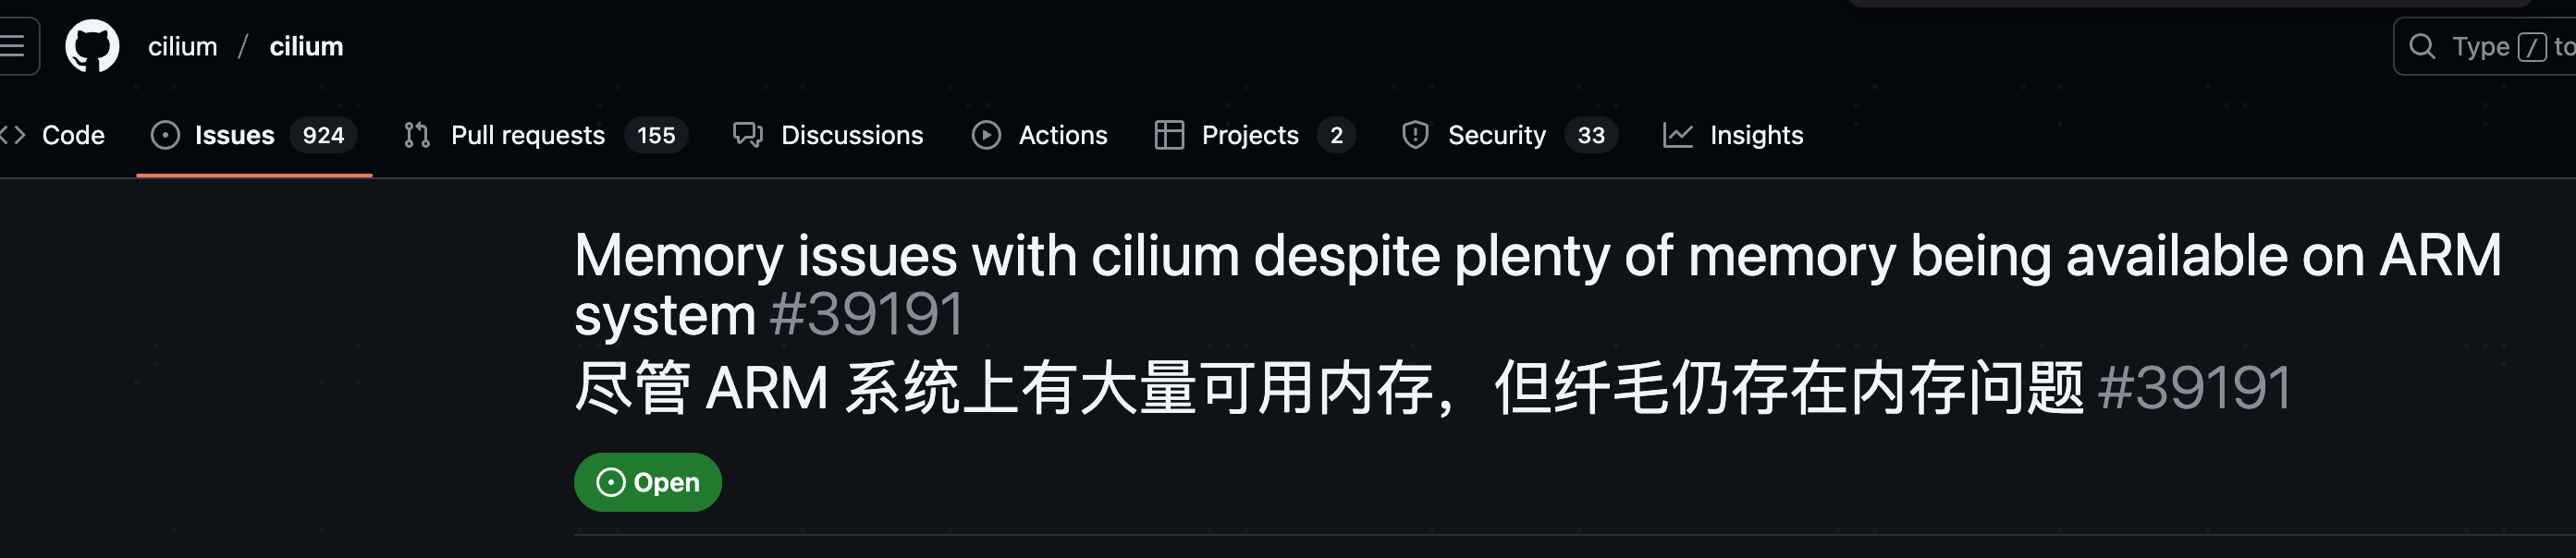 cilium / cilium
Type / to
Code Issues 924 Pull requests 155 Discussions Actions Projects 2 Security 33 Insights
Memory issues with cilium despite plenty of memory being available on ARM
system #39191
尽管 ARM 系统上有大量可用内存，但纤毛仍存在内存问题 #39191
Open